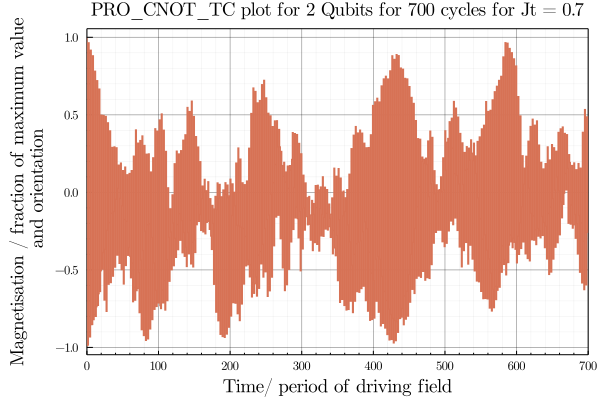 PRO_CNOT_TC plot for 2 Qubits for 700 cycles for Jt = 0.7
Magnetisation / fraction of maximum value
and orientation
1.0
0.5
0.0
−0.5
−1.0
0 100 200 300 400 500 600 700
Time/ period of driving field